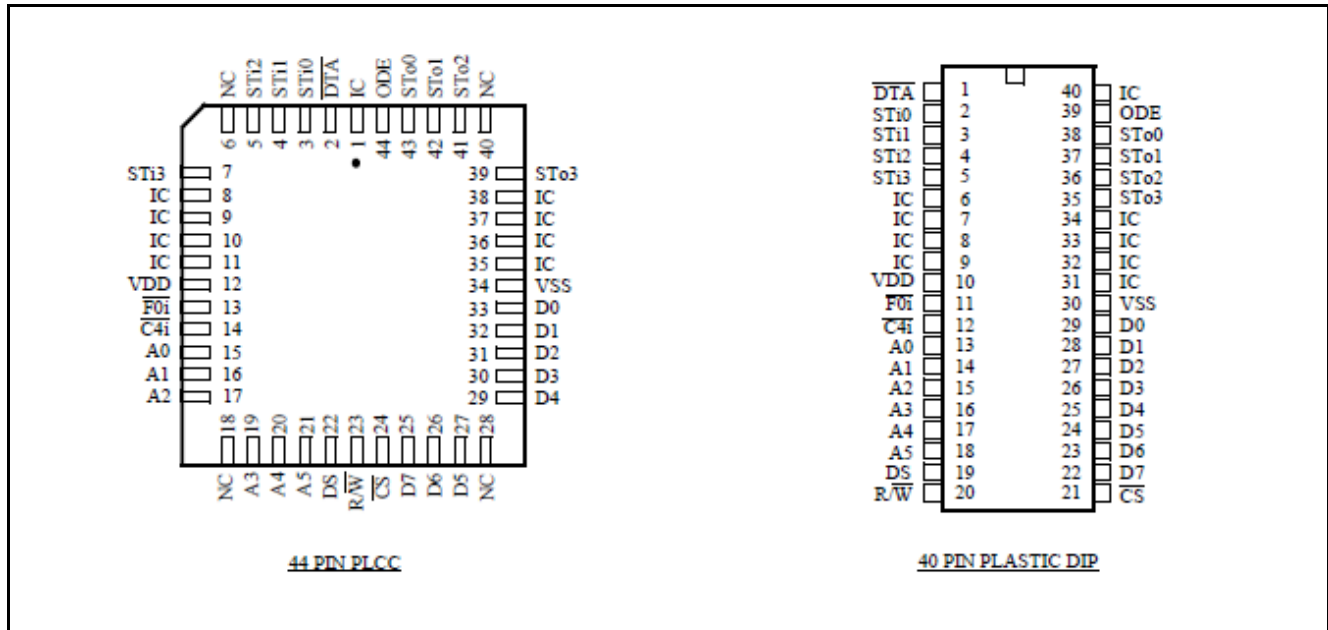 NC STi2 STi1 STi0 D̅T̅A̅ IC ODE STo0 STo1 STo2 NC
6 5 4 3 2 1 44 43 42 41 40
STi3 7 39 STo3
IC 8 38 IC
IC 9 37 IC
IC 10 36 IC
IC 11 35 IC
VDD 12 34 VSS
F̅0̅i̅ 13 33 D0
C̅4̅i̅ 14 32 D1
A0 15 31 D2
A1 16 30 D3
A2 17 29 D4
18 19 20 21 22 23 24 25 26 27 28
NC A3 A4 A5 DS R/W̅ C̅S̅ D7 D6 D5 NC
44 PIN PLCC
D̅T̅A̅ 1 40 IC
STi0 2 39 ODE
STi1 3 38 STo0
STi2 4 37 STo1
STi3 5 36 STo2
IC 6 35 STo3
IC 7 34 IC
IC 8 33 IC
IC 9 32 IC
VDD 10 31 IC
F̅0̅i̅ 11 30 VSS
C̅4̅i̅ 12 29 D0
A0 13 28 D1
A1 14 27 D2
A2 15 26 D3
A3 16 25 D4
A4 17 24 D5
A5 18 23 D6
DS 19 22 D7
R/W̅ 20 21 C̅S̅
40 PIN PLASTIC DIP